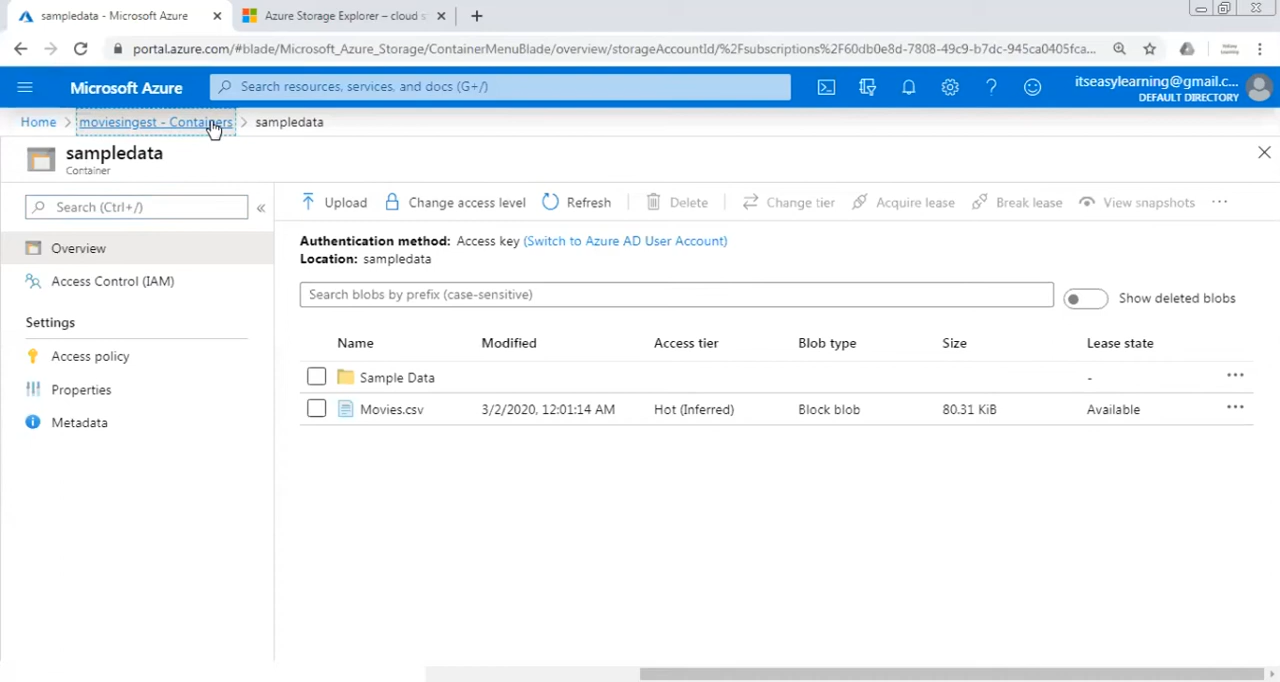 sampledata - Microsoft Azure
Azure Storage Explorer – cloud s
portal.azure.com/#blade/Microsoft_Azure_Storage/ContainerMenuBlade/overview/storageAccountId/%2Fsubscriptions%2F60db0e8d-7808-49c9-b7dc-945ca0405fca...
Microsoft Azure
Search resources, services, and docs (G+/)
itseasylearning@gmail.c...
DEFAULT DIRECTORY
Home > moviesingest - Containers > sampledata
sampledata
Container
Search (Ctrl+/)
«
Overview
Access Control (IAM)
Settings
Access policy
Properties
Metadata
Upload Change access level Refresh Delete Change tier Acquire lease Break lease View snapshots ...
Authentication method: Access key (Switch to Azure AD User Account)
Location: sampledata
Search blobs by prefix (case-sensitive)
Show deleted blobs
Name Modified Access tier Blob type Size Lease state
Sample Data - ...
Movies.csv 3/2/2020, 12:01:14 AM Hot (Inferred) Block blob 80.31 KiB Available ...